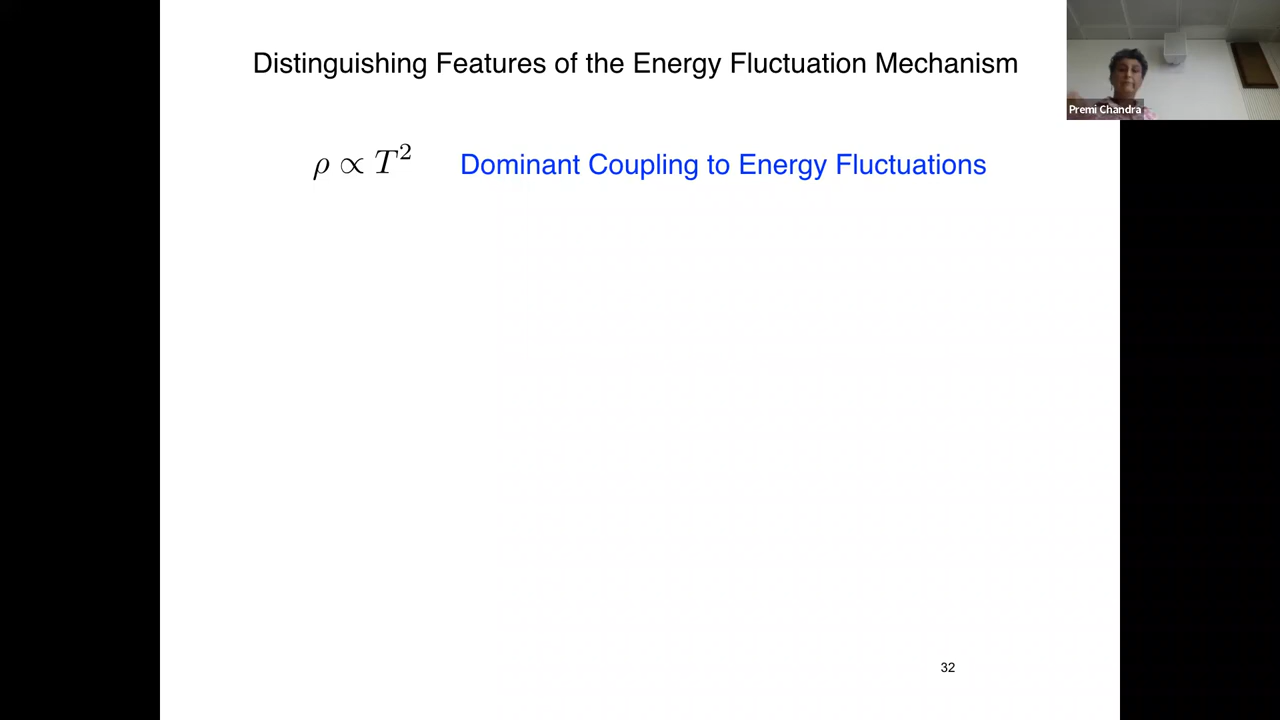 Distinguishing Features of the Energy Fluctuation Mechanism
Premi Chandra
ρ ∝ T² Dominant Coupling to Energy Fluctuations
32